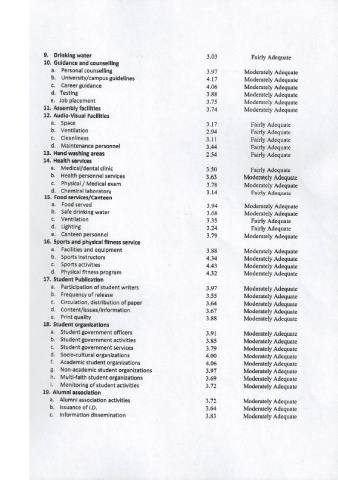 9. Drinking water 3.03 Fairly Adequate
10. Guidance and counselling
a. Personal counselling 3.97 Moderately Adequate
b. University/campus guidelines 4.17 Moderately Adequate
c. Career guidance 4.06 Moderately Adequate
d. Testing 3.88 Moderately Adequate
e. Job placement 3.75 Moderately Adequate
11. Assembly facilities 3.74 Moderately Adequate
12. Audio-Visual Facilities
a. Space 3.17 Fairly Adequate
b. Ventilation 2.94 Fairly Adequate
c. Cleanliness 3.11 Fairly Adequate
d. Maintenance personnel 3.44 Fairly Adequate
13. Hand washing areas 2.54 Fairly Adequate
14. Health services
a. Medical/dental clinic 3.50 Fairly Adequate
b. Health personnel services 3.63 Moderately Adequate
c. Physical / Medical exam 3.78 Moderately Adequate
d. Chemical laboratory 3.14 Fairly Adequate
15. Food services/Canteen
a. Food served 3.94 Moderately Adequate
b. Safe drinking water 3.68 Moderately Adequate
c. Ventilation 3.35 Fairly Adequate
d. Lighting 3.24 Fairly Adequate
e. Canteen personnel 3.79 Moderately Adequate
16. Sports and physical fitness service
a. Facilities and equipment 3.88 Moderately Adequate
b. Sports instructors 4.34 Moderately Adequate
c. Sports activities 4.43 Moderately Adequate
d. Physical fitness program 4.32 Moderately Adequate
17. Student Publication
a. Participation of student writers 3.97 Moderately Adequate
b. Frequency of release 3.55 Moderately Adequate
c. Circulation, distribution of paper 3.64 Moderately Adequate
d. Content/issues/information 3.67 Moderately Adequate
e. Print quality 3.88 Moderately Adequate
18. Student organizations
a. Student government officers 3.91 Moderately Adequate
b. Student government activities 3.85 Moderately Adequate
c. Student government services 3.79 Moderately Adequate
d. Socio-cultural organizations 4.00 Moderately Adequate
f. Academic student organizations 4.06 Moderately Adequate
g. Non-academic student organizations 3.97 Moderately Adequate
h. Multi-faith student organizations 3.69 Moderately Adequate
i. Monitoring of student activities 3.72 Moderately Adequate
19. Alumni association
a. Alumni association activities 3.72 Moderately Adequate
b. Issuance of I.D. 3.64 Moderately Adequate
c. Information dissemination 3.83 Moderately Adequate